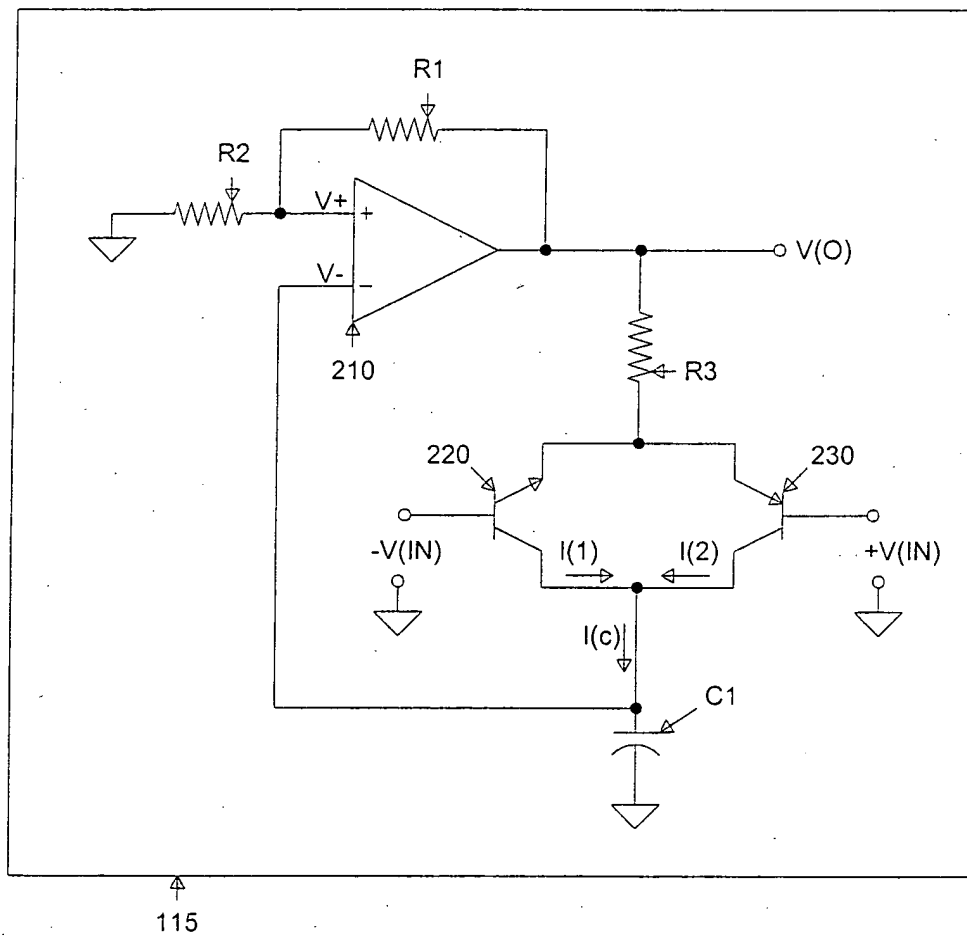 R1
R2
V+
+
V-
−
V(O)
210
R3
220
230
-V(IN)
I(1)
I(2)
+V(IN)
I(c)
C1
115